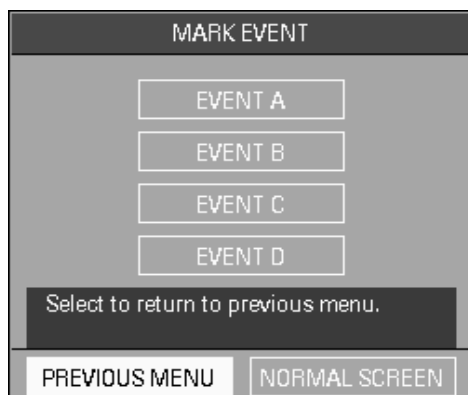 MARK EVENT
EVENT A
EVENT B
EVENT C
EVENT D
Select to return to previous menu.
PREVIOUS MENU
NORMAL SCREEN